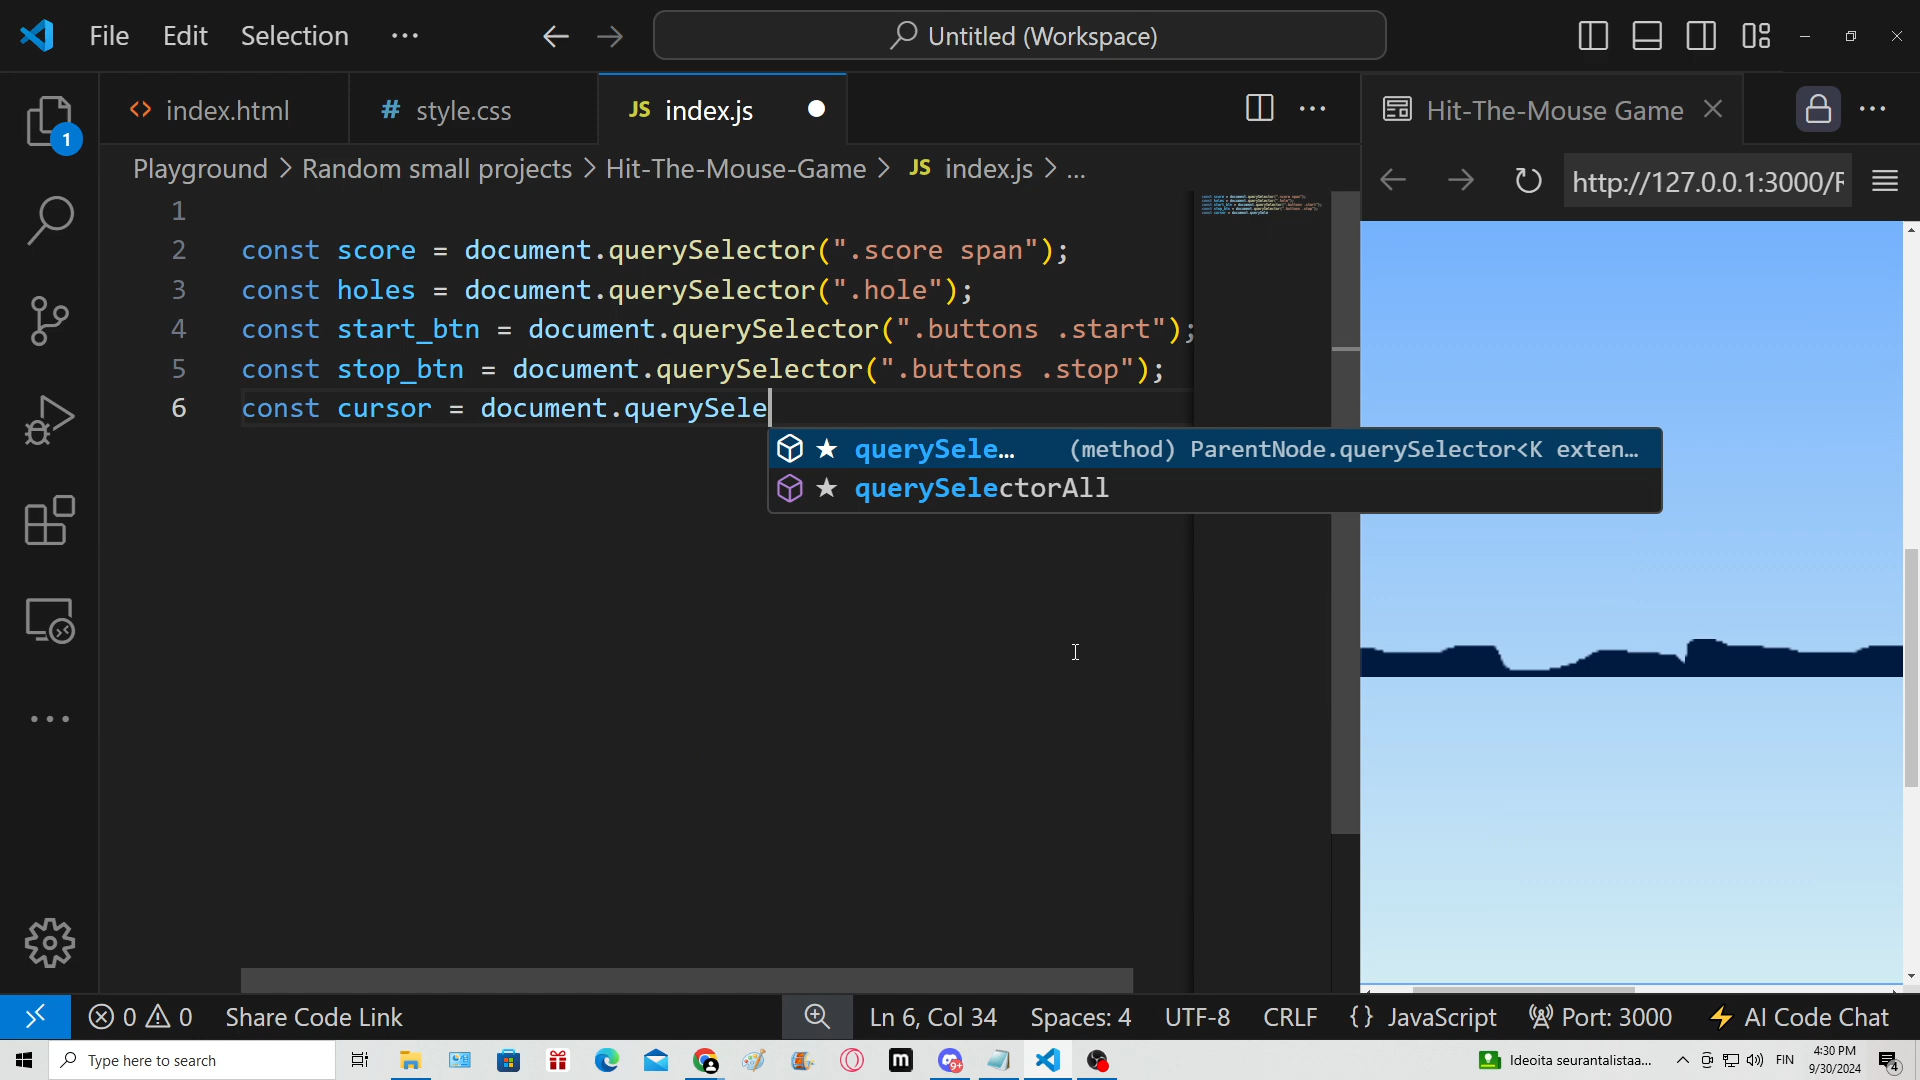 File Edit Selection ···
Untitled (Workspace)
index.html
# style.css
JS index.js
Hit-The-Mouse Game
1
Playground > Random small projects > Hit-The-Mouse-Game > JS index.js > ...
http://127.0.0.1:3000/F
1
2 const score = document.querySelector(".score span");
3 const holes = document.querySelector(".hole");
4 const start_btn = document.querySelector(".buttons .start");
5 const stop_btn = document.querySelector(".buttons .stop");
6 const cursor = document.querySele
querySele… (method) ParentNode.querySelector<K exten…
querySelectorAll
0 0 Share Code Link
Ln 6, Col 34 Spaces: 4 UTF-8 CRLF {} JavaScript Port: 3000 AI Code Chat
Type here to search
Ideoita seurantalistaa...
FIN
4:30 PM
9/30/2024
4